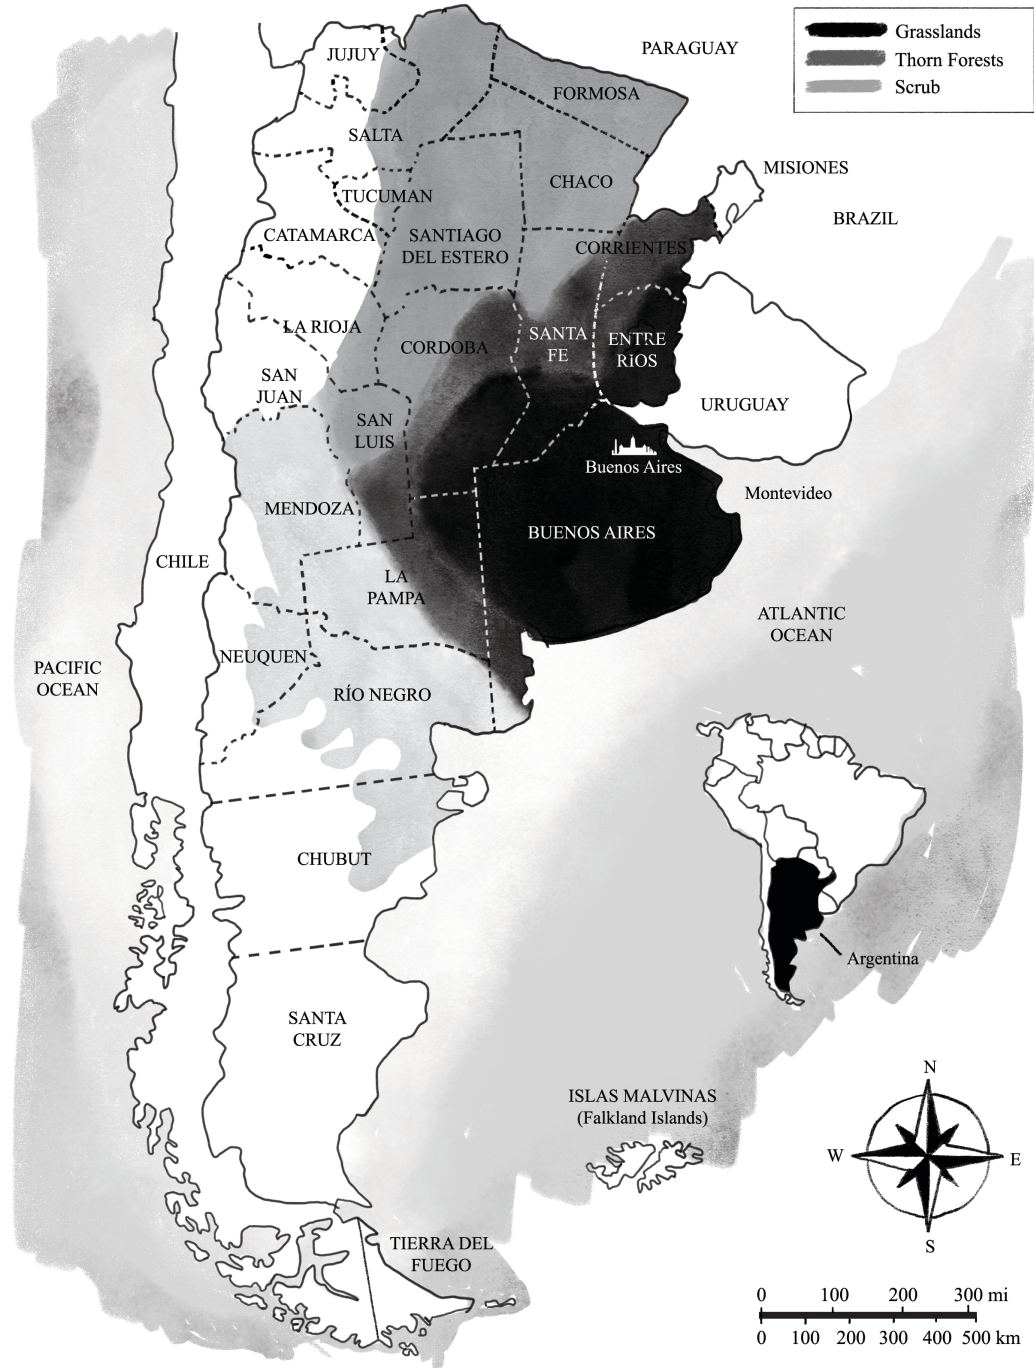 Grasslands
Thorn Forests
Scrub
PARAGUAY
JUJUY
FORMOSA
SALTA
MISIONES
CHACO
TUCUMAN
BRAZIL
CATAMARCA
SANTIAGO
DEL ESTERO
CORRIENTES
LA RIOJA
CORDOBA
SANTA
FE
ENTRE
RíOS
SAN
JUAN
URUGUAY
SAN
LUIS
Buenos Aires
Montevideo
MENDOZA
BUENOS AIRES
CHILE
LA
PAMPA
ATLANTIC
OCEAN
NEUQUEN
PACIFIC
OCEAN
RÍO NEGRO
CHUBUT
Argentina
SANTA
CRUZ
ISLAS MALVINAS
(Falkland Islands)
N
W
E
S
TIERRA DEL
FUEGO
0 100 200 300 mi
0 100 200 300 400 500 km